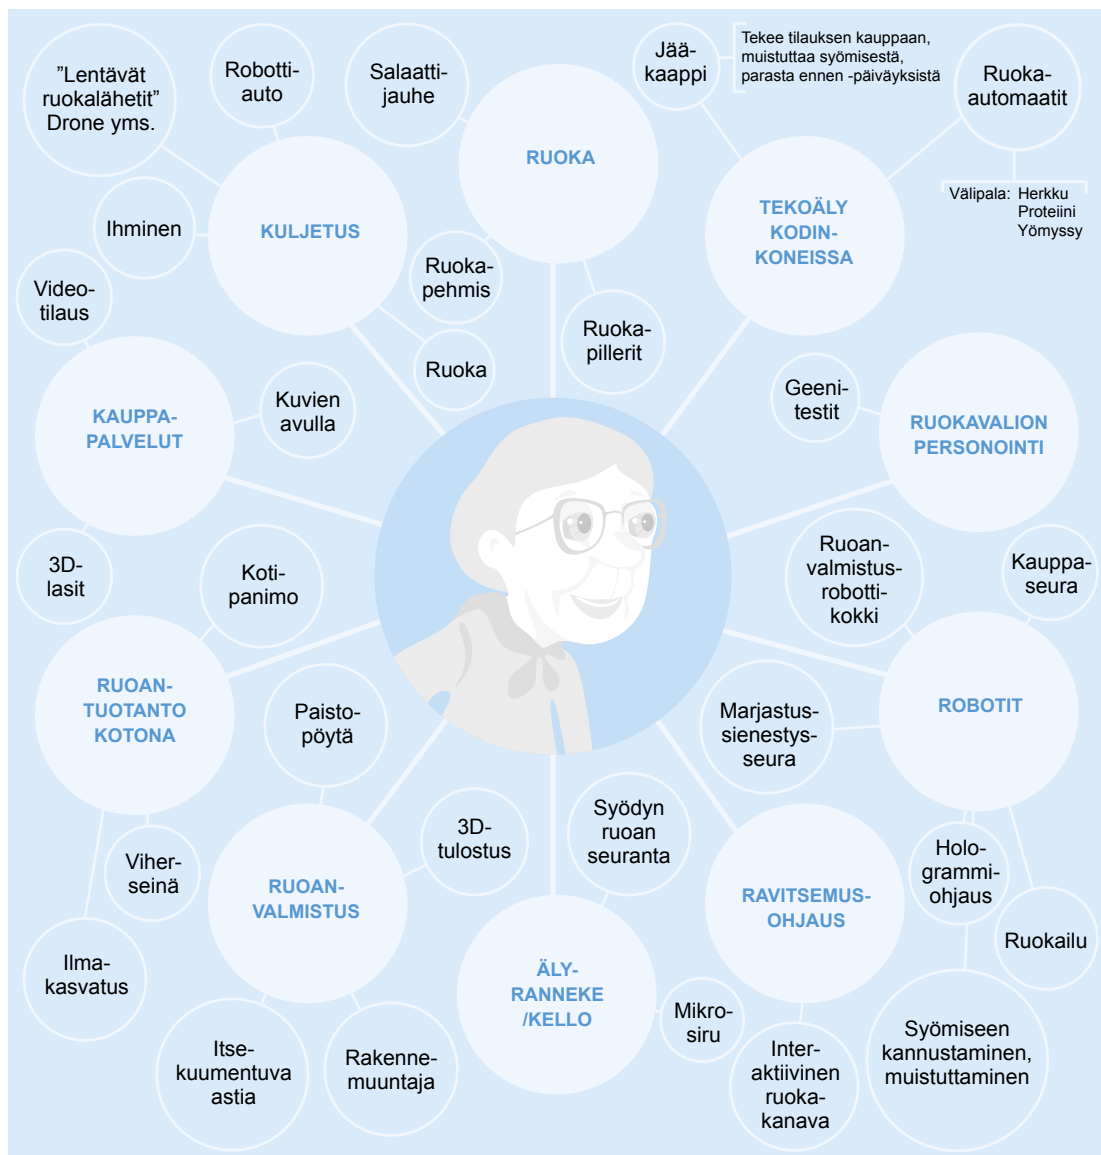 ”Lentävät
ruokalähetit”
Drone yms.
Robotti-
auto
Salaatti-
jauhe
RUOKA
Jää-
kaappi
Tekee tilauksen kauppaan,
muistuttaa syömisestä,
parasta ennen -päiväyksistä
Ruoka-
automaatit
Välipala: Herkku
Proteiini
Yömyssy
Ihminen
KULJETUS
TEKOÄLY
KODIN-
KONEISSA
Ruoka-
pehmis
Video-
tilaus
Ruoka-
pillerit
Ruoka
KAUPPA-
PALVELUT
Kuvien
avulla
Geeni-
testit
RUOKAVALION
PERSONOINTI
3D-
lasit
Koti-
panimo
Ruoan-
valmistus-
robotti-
kokki
Kauppa-
seura
RUOAN-
TUOTANTO
KOTONA
Paisto-
pöytä
Marjastus-
sienestys-
seura
ROBOTIT
Viher-
seinä
RUOAN-
VALMISTUS
3D-
tulostus
Syödyn
ruoan
seuranta
RAVITSEMUS-
OHJAUS
Holo-
grammi-
ohjaus
Ruokailu
Ilma-
kasvatus
ÄLY-
RANNEKE
/KELLO
Mikro-
siru
Itse-
kuumentuva
astia
Rakenne-
muuntaja
Inter-
aktiivinen
ruoka-
kanava
Syömiseen
kannustaminen,
muistuttaminen